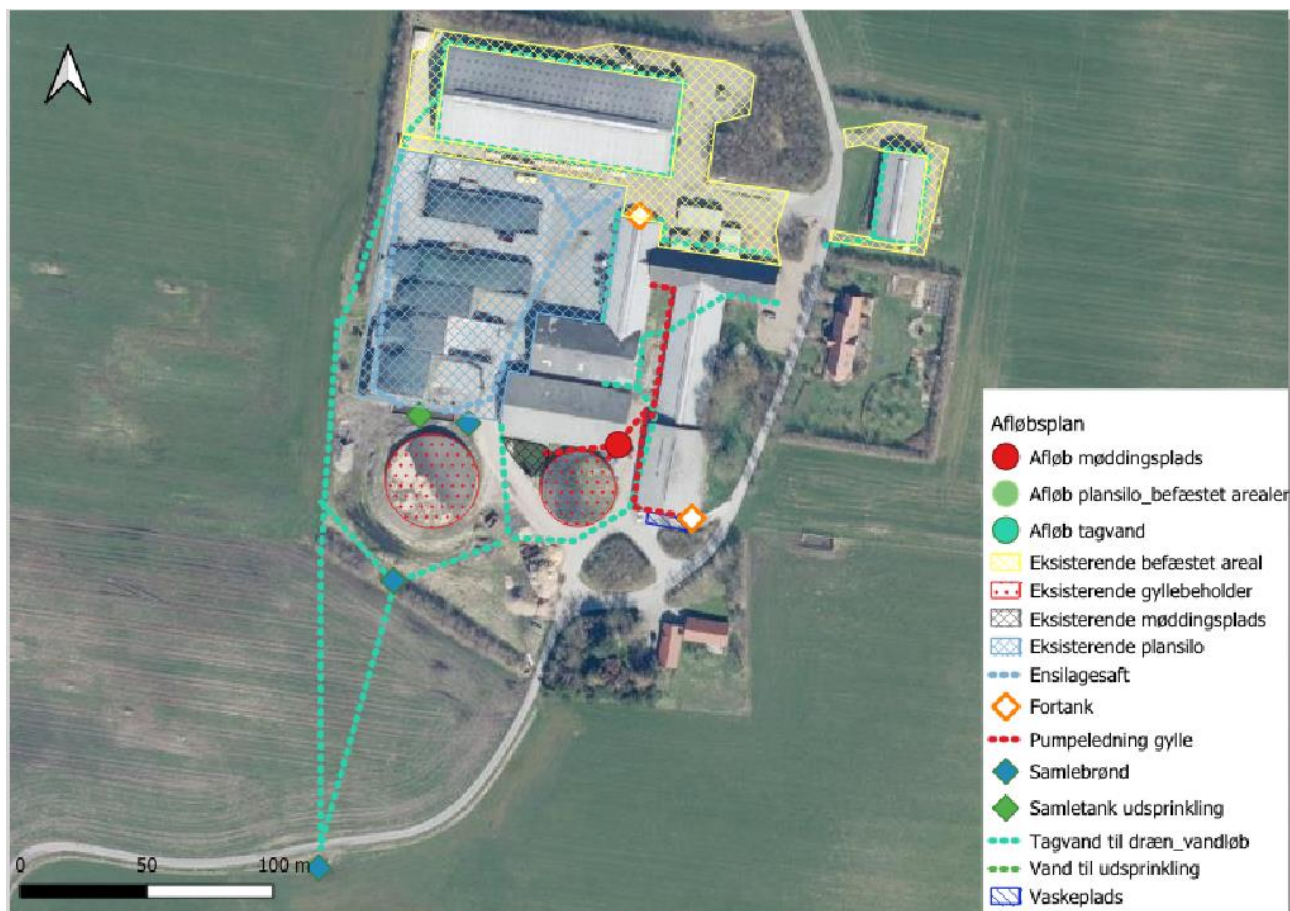 Afløbsplan
Afløb møddingsplads
Afløb plansilo_befæstet arealer
Afløb tagvand
Eksisterende befæstet areal
Eksisterende gyllebeholder
Eksisterende møddingsplads
Eksisterende plansilo
Ensilagesaft
Fortank
Pumpeledning gylle
Samlebrønd
Samletank udsprinkling
Tagvand til dræn_vandløb
Vand til udsprinkling
Vaskeplads
0 50 100 m